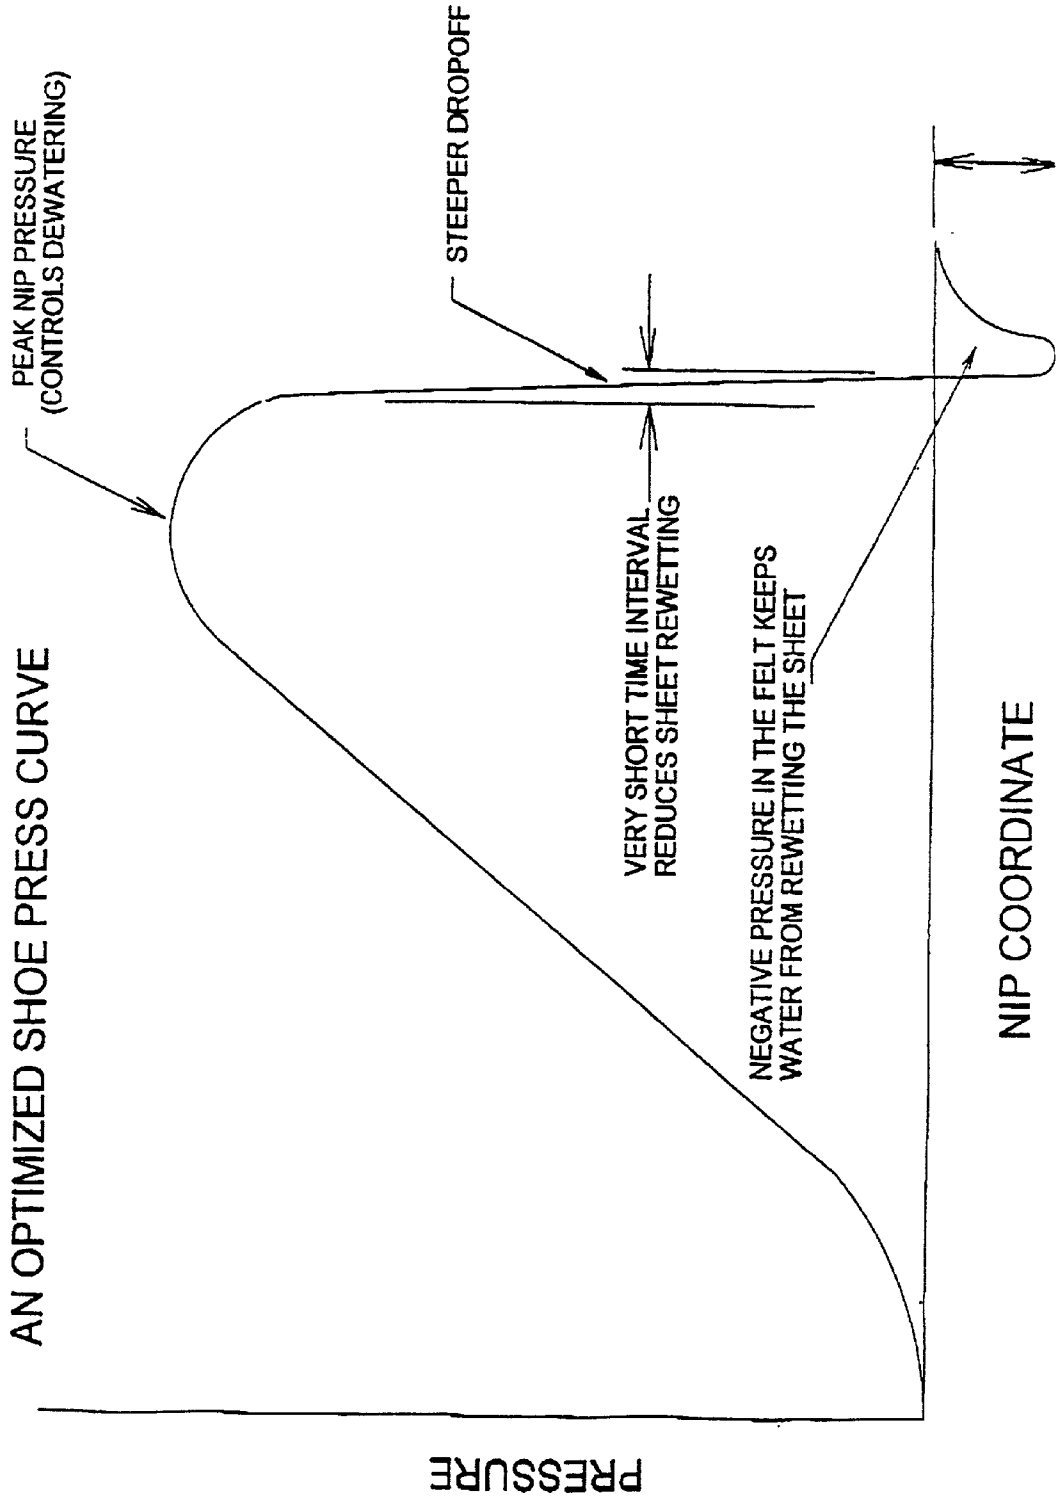 AN OPTIMIZED SHOE PRESS CURVE
PEAK NIP PRESSURE
(CONTROLS DEWATERING)
STEEPER DROPOFF
VERY SHORT TIME INTERVAL
REDUCES SHEET REWETTING
NEGATIVE PRESSURE IN THE FELT KEEPS
WATER FROM REWETTING THE SHEET
PRESSURE
NIP COORDINATE